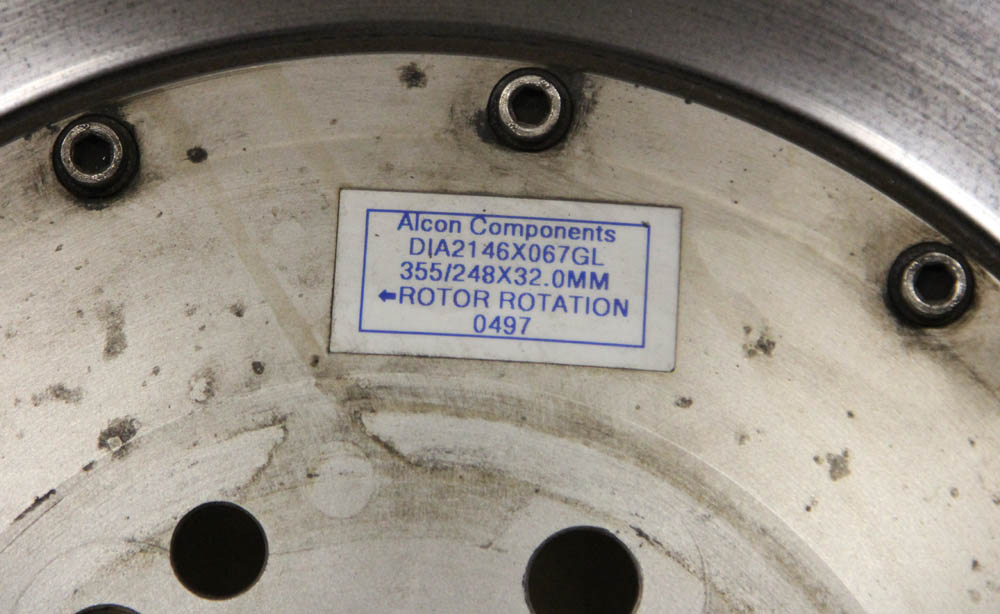 Alcon Components
DIA2146X067GL
355/248X32.0MM
←ROTOR ROTATION
0497